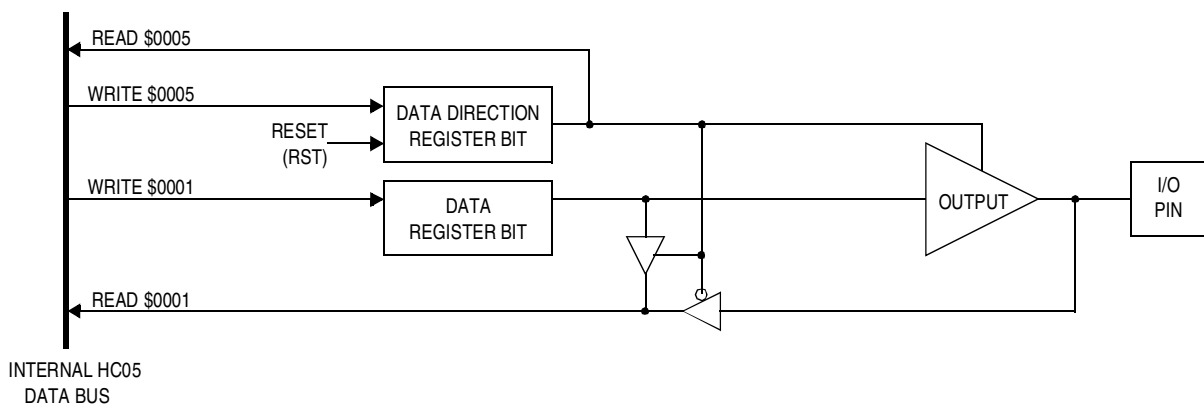 READ $0005
WRITE $0005
DATA DIRECTION
REGISTER BIT
RESET
(RST)
WRITE $0001
DATA
REGISTER BIT
OUTPUT
I/O
PIN
READ $0001
INTERNAL HC05
DATA BUS